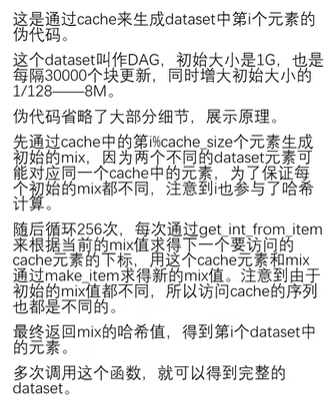 这是通过cache来生成dataset中第i个元素的
伪代码。
这个dataset叫作DAG，初始大小是1G，也是
每隔30000个块更新，同时增大初始大小的
1/128——8M。
伪代码省略了大部分细节，展示原理。
先通过cache中的第i%cache_size个元素生成
初始的mix，因为两个不同的dataset元素可
能对应同一个cache中的元素，为了保证每
个初始的mix都不同，注意到i也参与了哈希
计算。
随后循环256次，每次通过get_int_from_item
来根据当前的mix值求得下一个要访问的
cache元素的下标，用这个cache元素和mix
通过make_item求得新的mix值。注意到由于
初始的mix值都不同，所以访问cache的序列
也都是不同的。
最终返回mix的哈希值，得到第i个dataset中
的元素。
多次调用这个函数，就可以得到完整的
dataset。